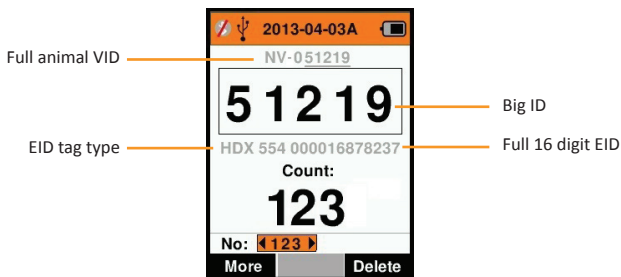 2013-04-03A
Full animal VID
NV-051219
51219
Big ID
EID tag type
HDX 554 000016878237
Full 16 digit EID
Count:
123
No: 123
More Delete